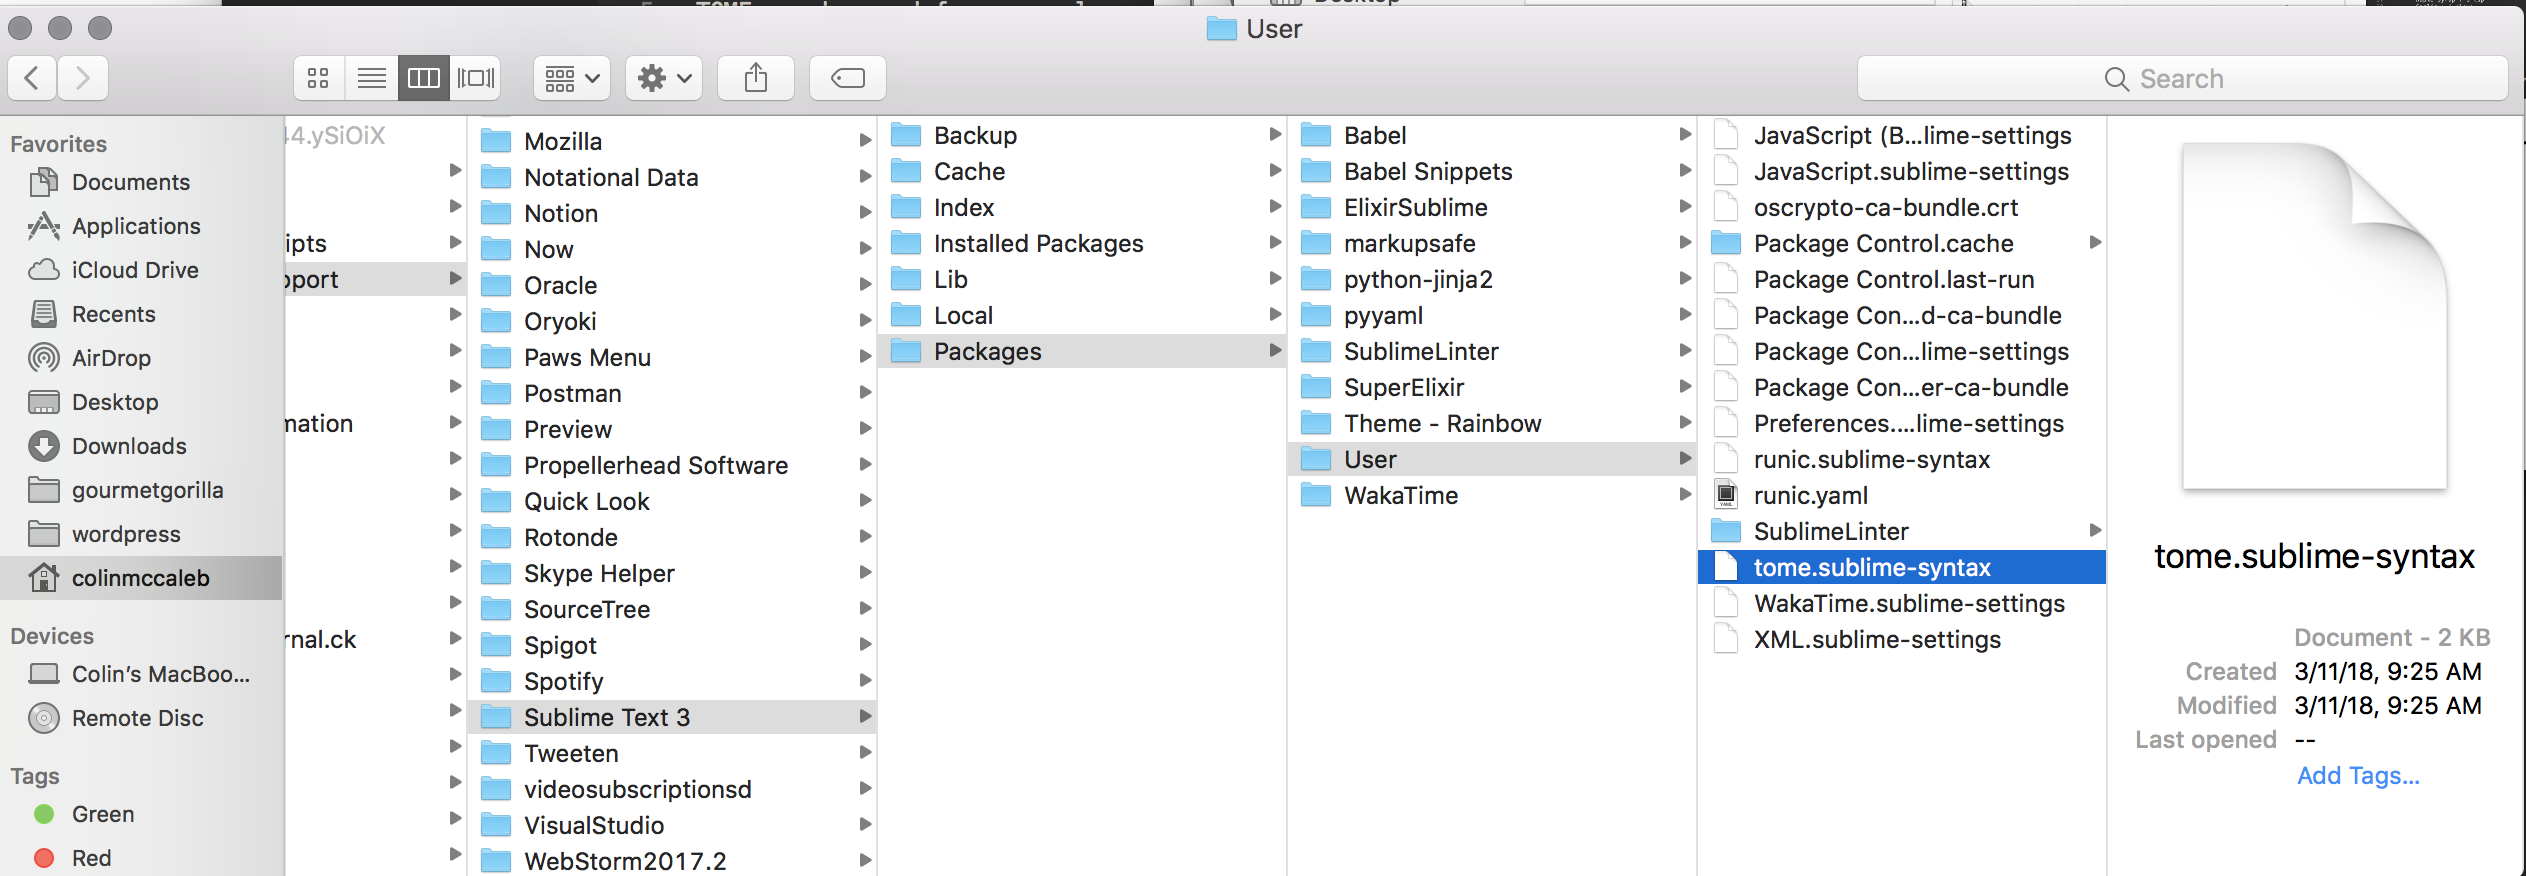 User
Search
Favorites
Documents
Applications
iCloud Drive
Recents
AirDrop
Desktop
Downloads
gourmetgorilla
wordpress
colinmccaleb
Devices
Colin's MacBoo...
Remote Disc
Tags
Green
Red
44.ySiOiX
ipts
pport
mation
rnal.ck
Mozilla
Notational Data
Notion
Now
Oracle
Oryoki
Paws Menu
Postman
Preview
Propellerhead Software
Quick Look
Rotonde
Skype Helper
SourceTree
Spigot
Spotify
Sublime Text 3
Tweeten
videosubscriptionsd
VisualStudio
WebStorm2017.2
Backup
Cache
Index
Installed Packages
Lib
Local
Packages
Babel
Babel Snippets
ElixirSublime
markupsafe
python-jinja2
pyyaml
SublimeLinter
SuperElixir
Theme - Rainbow
User
WakaTime
JavaScript (B...lime-settings
JavaScript.sublime-settings
oscrypto-ca-bundle.crt
Package Control.cache
Package Control.last-run
Package Con...d-ca-bundle
Package Con...lime-settings
Package Con...er-ca-bundle
Preferences....lime-settings
runic.sublime-syntax
runic.yaml
SublimeLinter
tome.sublime-syntax
WakaTime.sublime-settings
XML.sublime-settings
tome.sublime-syntax
Document - 2 KB
Created 3/11/18, 9:25 AM
Modified 3/11/18, 9:25 AM
Last opened --
Add Tags...